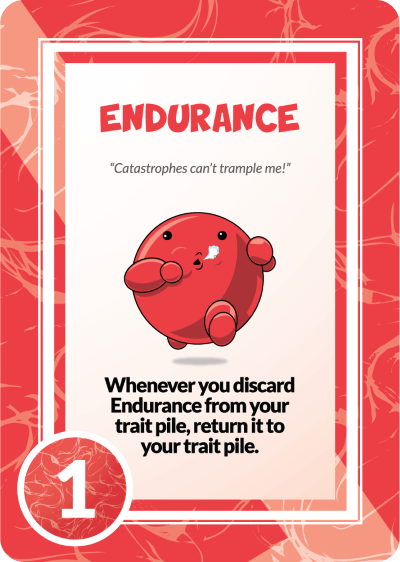 ENDURANCE
“Catastrophes can’t trample me!”
Whenever you discard
Endurance from your
trait pile, return it to
your trait pile.
1